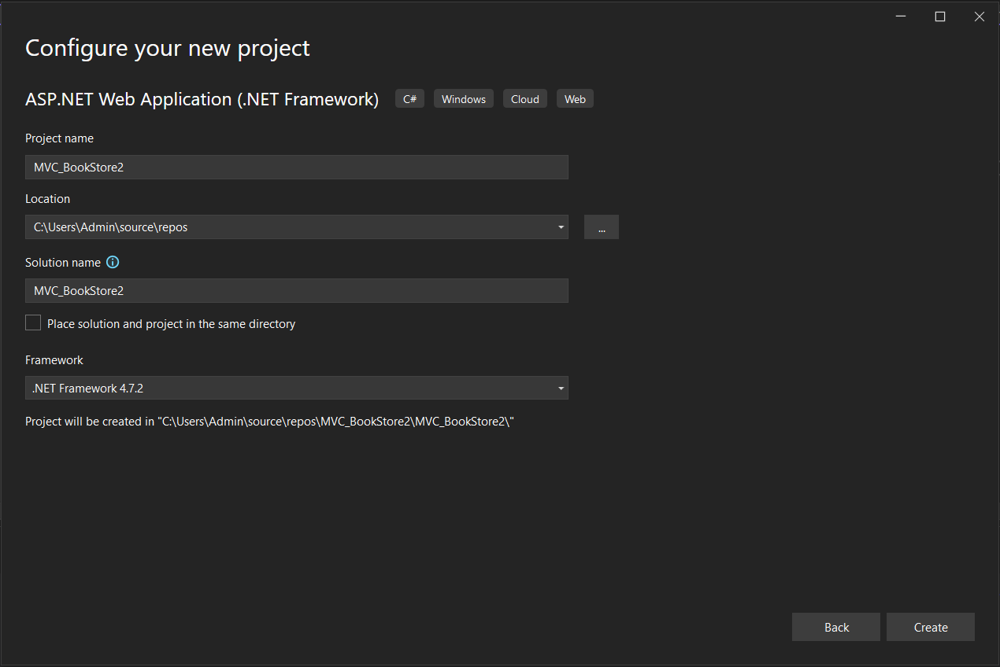 Configure your new project
ASP.NET Web Application (.NET Framework) C# Windows Cloud Web
Project name
MVC_BookStore2
Location
C:\Users\Admin\source\repos
...
Solution name
MVC_BookStore2
Place solution and project in the same directory
Framework
.NET Framework 4.7.2
Project will be created in "C:\Users\Admin\source\repos\MVC_BookStore2\MVC_BookStore2\"
Back Create